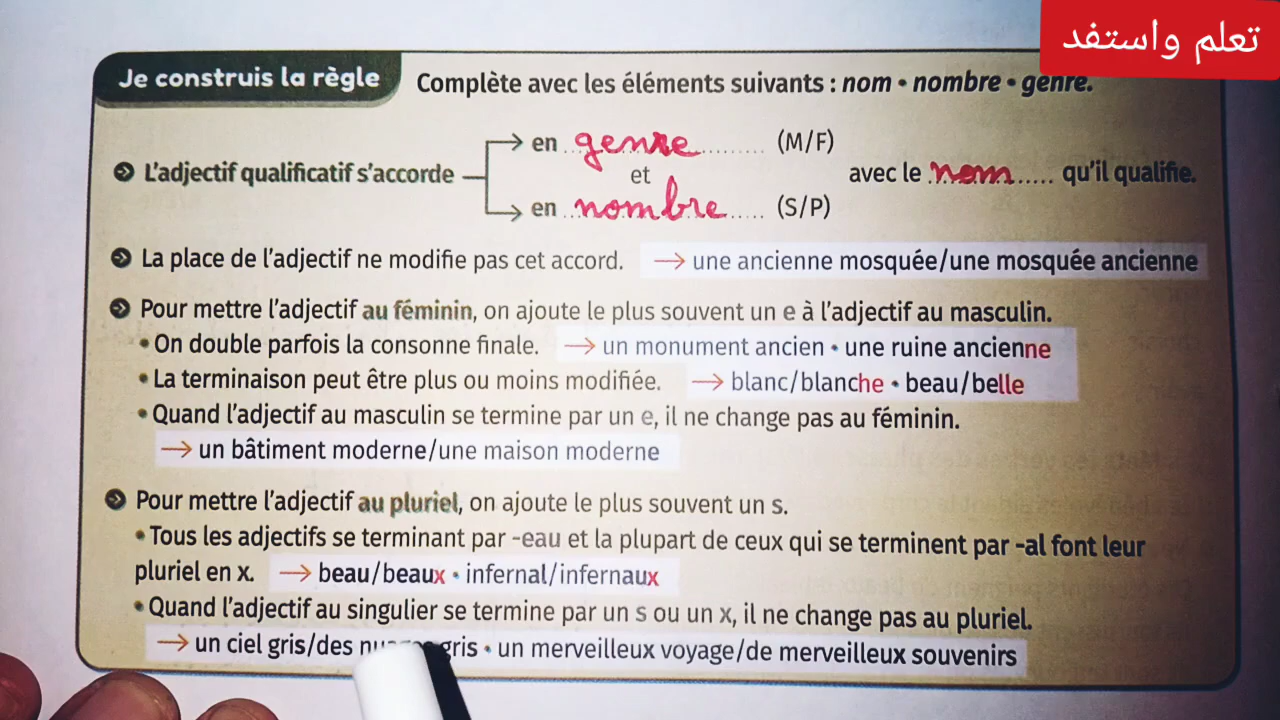 تعلم واستفد
Je construis la règle
Complète avec les éléments suivants : nom • nombre • genre.
L'adjectif qualificatif s'accorde
en genre (M/F)
et
en nombre (S/P)
avec le nom qu'il qualifie.
La place de l'adjectif ne modifie pas cet accord. → une ancienne mosquée/une mosquée ancienne
Pour mettre l'adjectif au féminin, on ajoute le plus souvent un e à l'adjectif au masculin.
• On double parfois la consonne finale. → un monument ancien • une ruine ancienne
• La terminaison peut être plus ou moins modifiée. → blanc/blanche • beau/belle
• Quand l'adjectif au masculin se termine par un e, il ne change pas au féminin.
→ un bâtiment moderne/une maison moderne
Pour mettre l'adjectif au pluriel, on ajoute le plus souvent un s.
• Tous les adjectifs se terminant par -eau et la plupart de ceux qui se terminent par -al font leur
pluriel en x. → beau/beaux • infernal/infernaux
• Quand l'adjectif au singulier se termine par un s ou un x, il ne change pas au pluriel.
→ un ciel gris/des gris • un merveilleux voyage/de merveilleux souvenirs